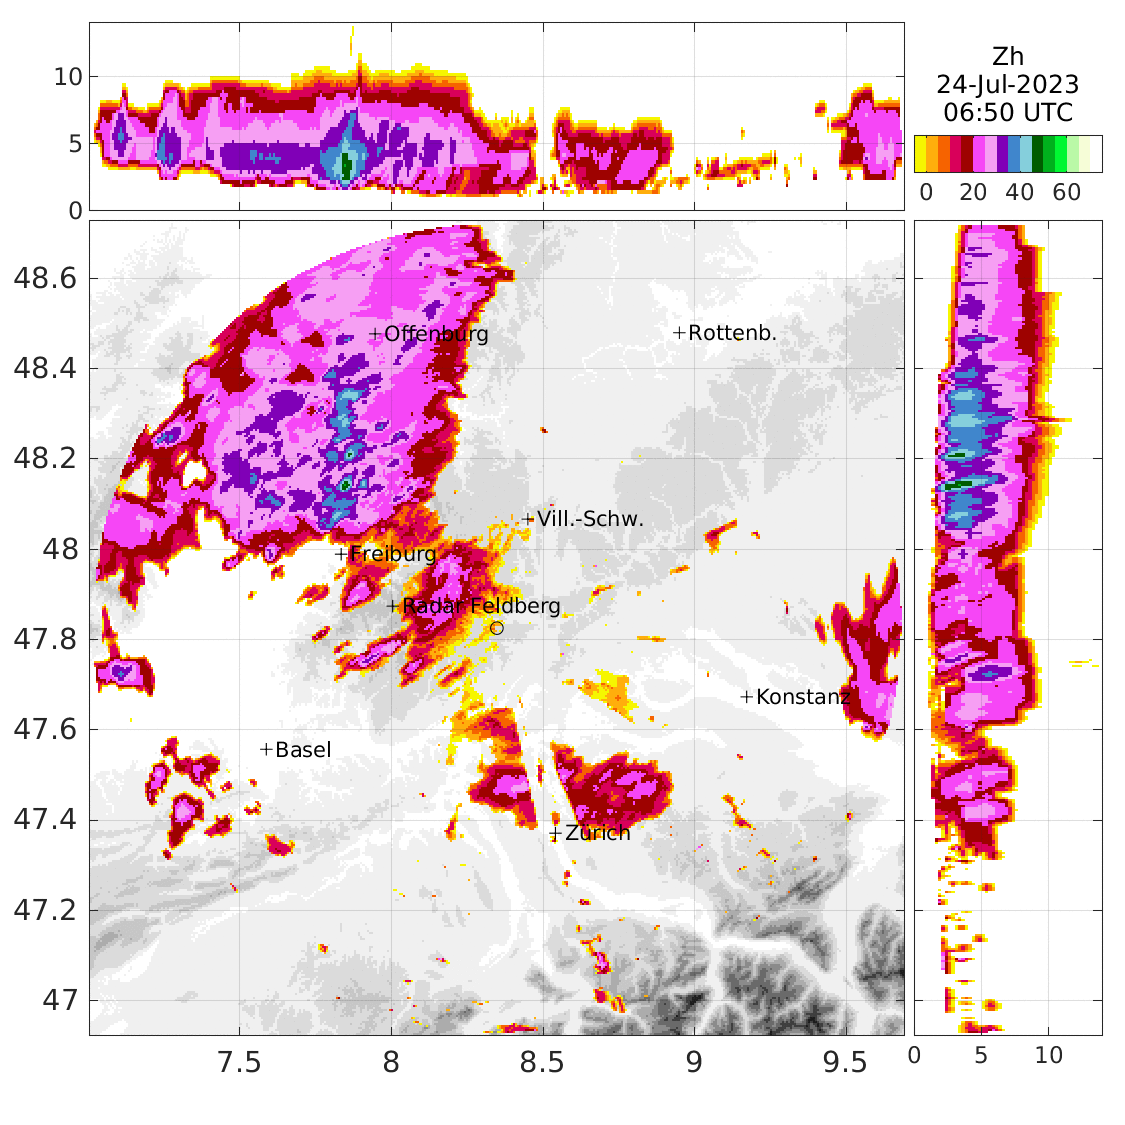 10
5
0
Zh
24-Jul-2023
06:50 UTC
0 20 40 60
48.6
48.4
48.2
48
47.8
47.6
47.4
47.2
47
Offenburg
Rottenb.
Vill.-Schw.
Freiburg
Radar Feldberg
Konstanz
Basel
Zürich
7.5 8 8.5 9 9.5
0 5 10